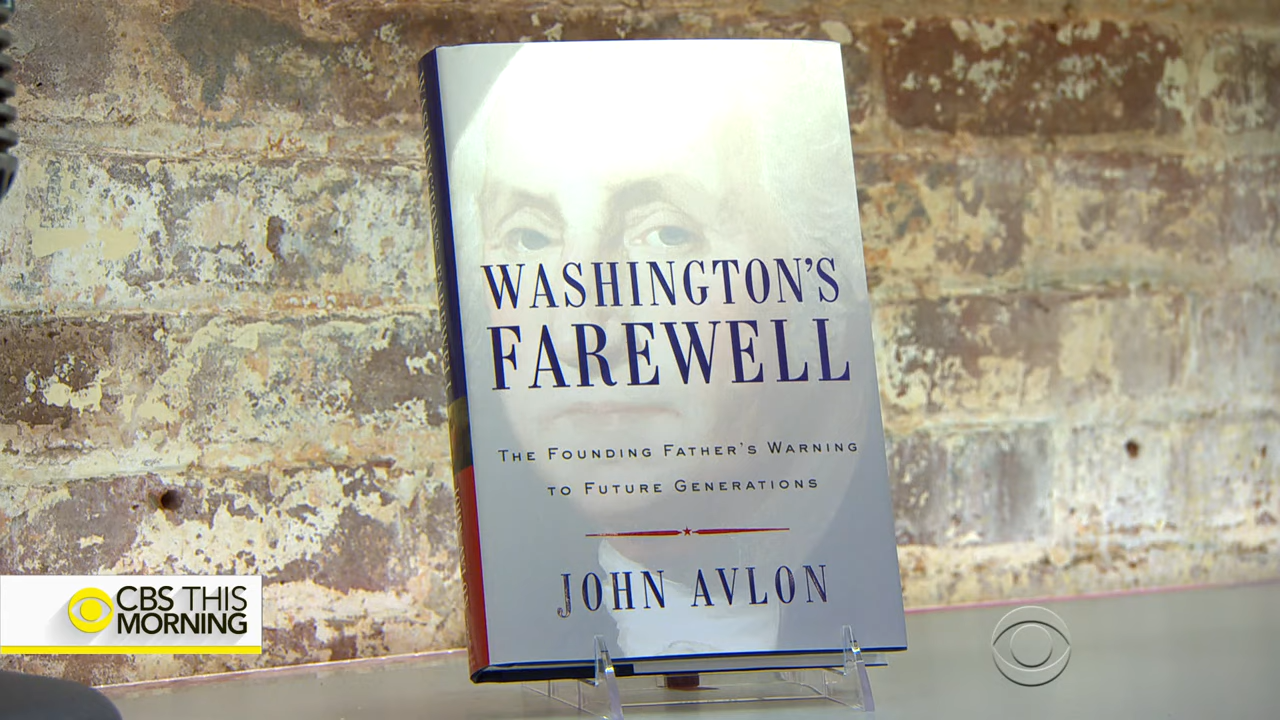 WASHINGTON'S
FAREWELL
THE FOUNDING FATHER'S WARNING
TO FUTURE GENERATIONS
JOHN AVLON
CBS THIS
MORNING